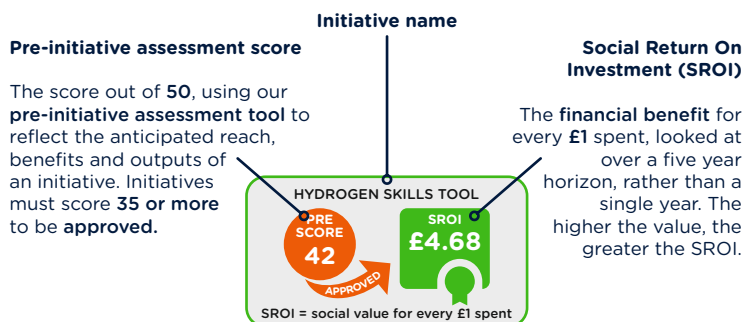 Initiative name
Pre-initiative assessment score
The score out of 50, using our
pre-initiative assessment tool to
reflect the anticipated reach,
benefits and outputs of
an initiative. Initiatives
must score 35 or more
to be approved.
Social Return On
Investment (SROI)
The financial benefit for
every £1 spent, looked at
over a five year
horizon, rather than a
single year. The
higher the value, the
greater the SROI.
HYDROGEN SKILLS TOOL
PRE
SCORE
42
APPROVED
SROI
£4.68
SROI = social value for every £1 spent